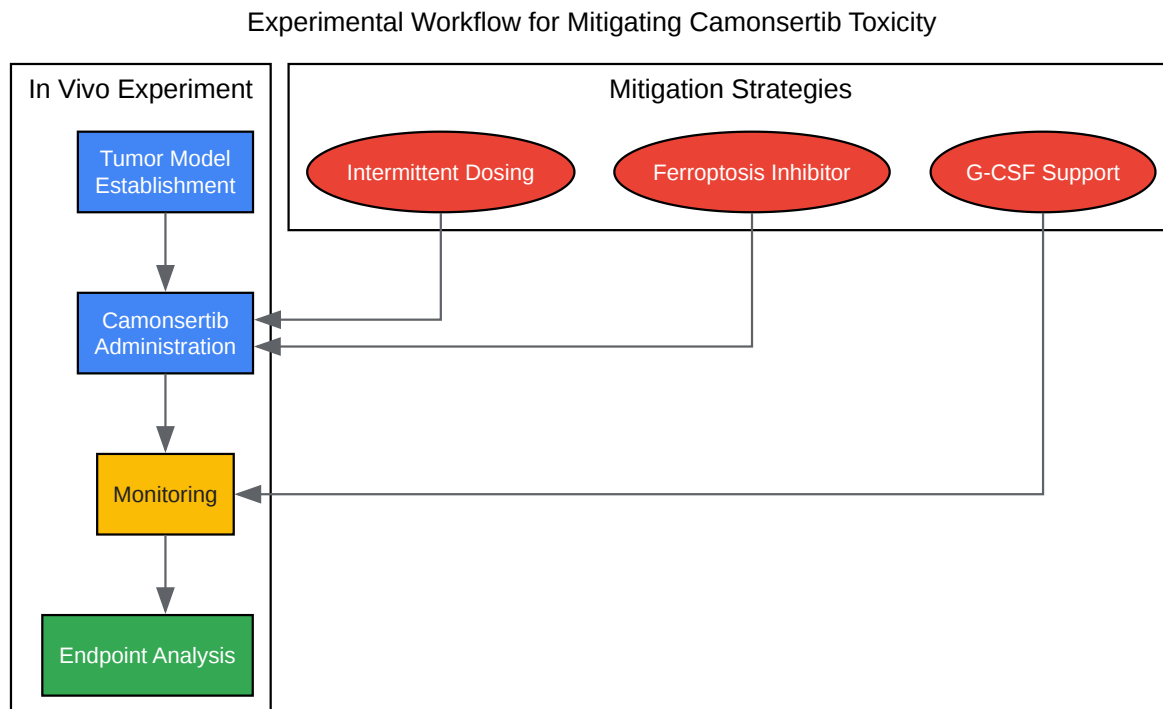 Experimental Workflow for Mitigating Camonsertib Toxicity
In Vivo Experiment
Mitigation Strategies
Tumor Model
Establishment
Intermittent Dosing
Ferroptosis Inhibitor
G-CSF Support
Camonsertib
Administration
Monitoring
Endpoint Analysis